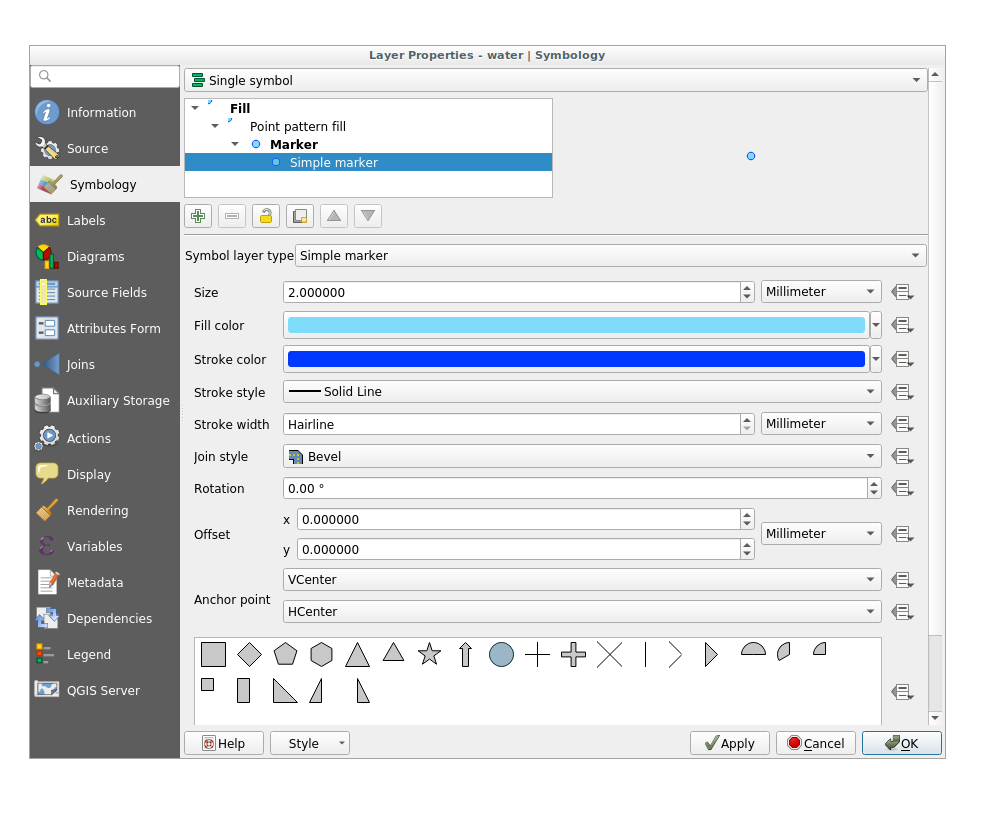 Layer Properties - water | Symbology
Single symbol
Information
Source
Symbology
Labels
Diagrams
Source Fields
Attributes Form
Joins
Auxiliary Storage
Actions
Display
Rendering
Variables
Metadata
Dependencies
Legend
QGIS Server
abc
Fill
Point pattern fill
Marker
Simple marker
Symbol layer type Simple marker
Size 2.000000 Millimeter
Fill color
Stroke color
Stroke style Solid Line
Stroke width Hairline Millimeter
Join style Bevel
Rotation 0.00 °
Offset x 0.000000 Millimeter
y 0.000000
Anchor point VCenter
HCenter
Help Style Apply Cancel OK